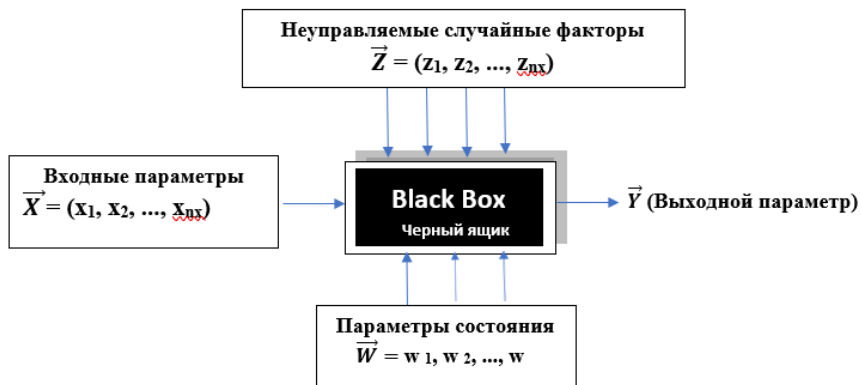 Неуправляемые случайные факторы
Z⃗ = (z₁, z₂, ..., zₙₓ)
Входные параметры
X⃗ = (x₁, x₂, ..., xₙₓ)
Black Box
Черный ящик
Y⃗ (Выходной параметр)
Параметры состояния
W⃗ = w ₁, w ₂, ..., w